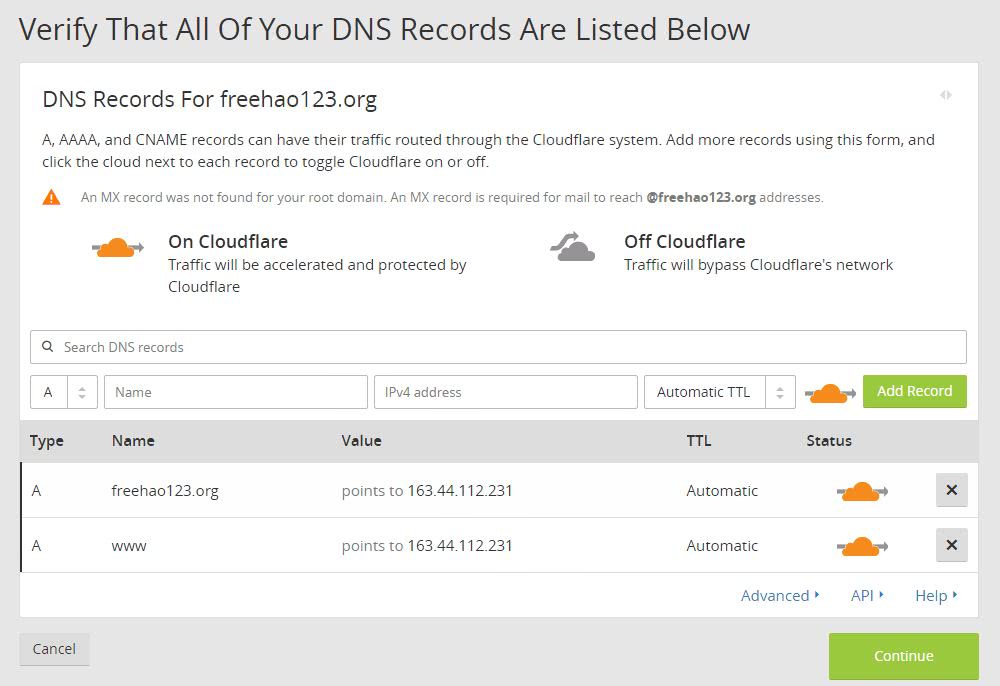 Verify That All Of Your DNS Records Are Listed Below
DNS Records For freehao123.org
A, AAAA, and CNAME records can have their traffic routed through the Cloudflare system. Add more records using this form, and
click the cloud next to each record to toggle Cloudflare on or off.
An MX record was not found for your root domain. An MX record is required for mail to reach @freehao123.org addresses.
On Cloudflare
Traffic will be accelerated and protected by
Cloudflare
Off Cloudflare
Traffic will bypass Cloudflare's network
Search DNS records
A Name IPv4 address Automatic TTL Add Record
Type Name Value TTL Status
A freehao123.org points to 163.44.112.231 Automatic
A www points to 163.44.112.231 Automatic
Advanced API Help
Cancel Continue